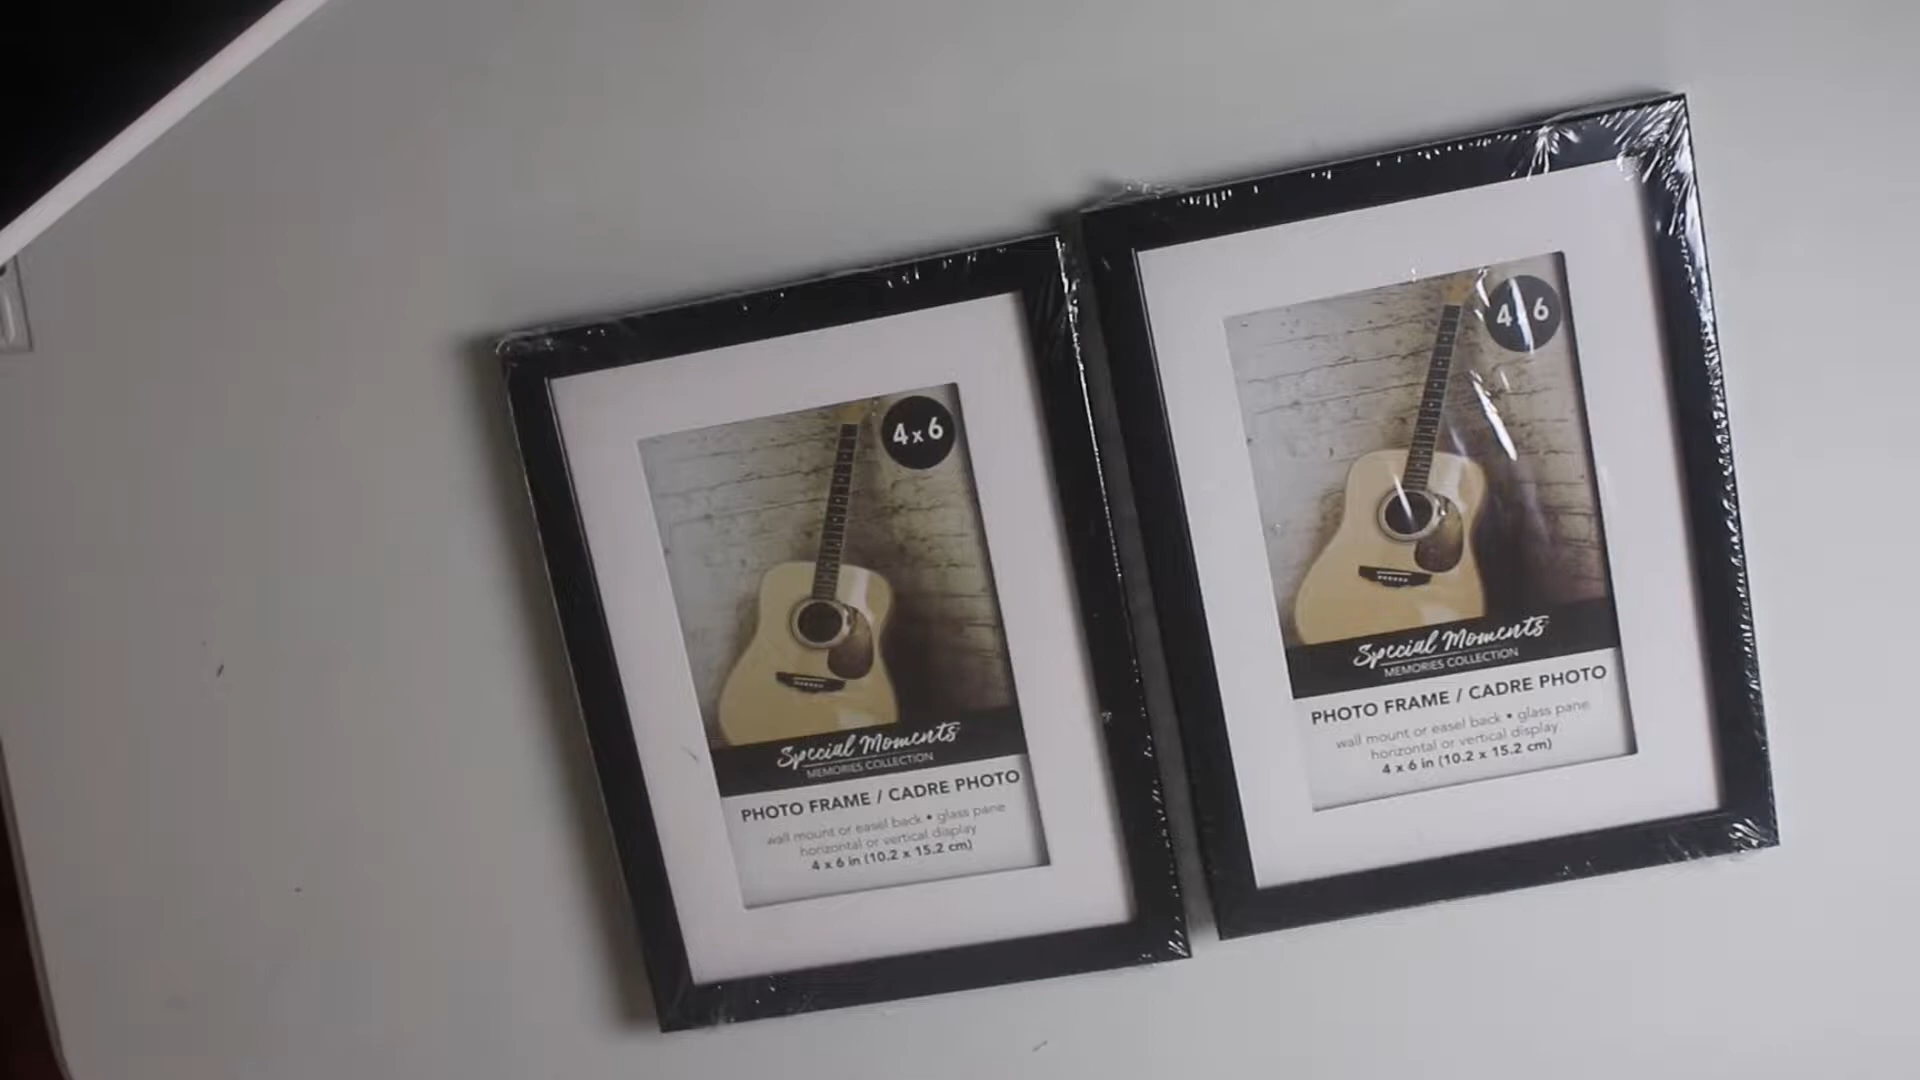 4x6
Special Moments
MEMORIES COLLECTION
PHOTO FRAME / CADRE PHOTO
wall mount or easel back • glass pane
horizontal or vertical display
4 x 6 in (10.2 x 15.2 cm)
4x6
Special Moments
MEMORIES COLLECTION
PHOTO FRAME / CADRE PHOTO
wall mount or easel back • glass pane
horizontal or vertical display
4 x 6 in (10.2 x 15.2 cm)